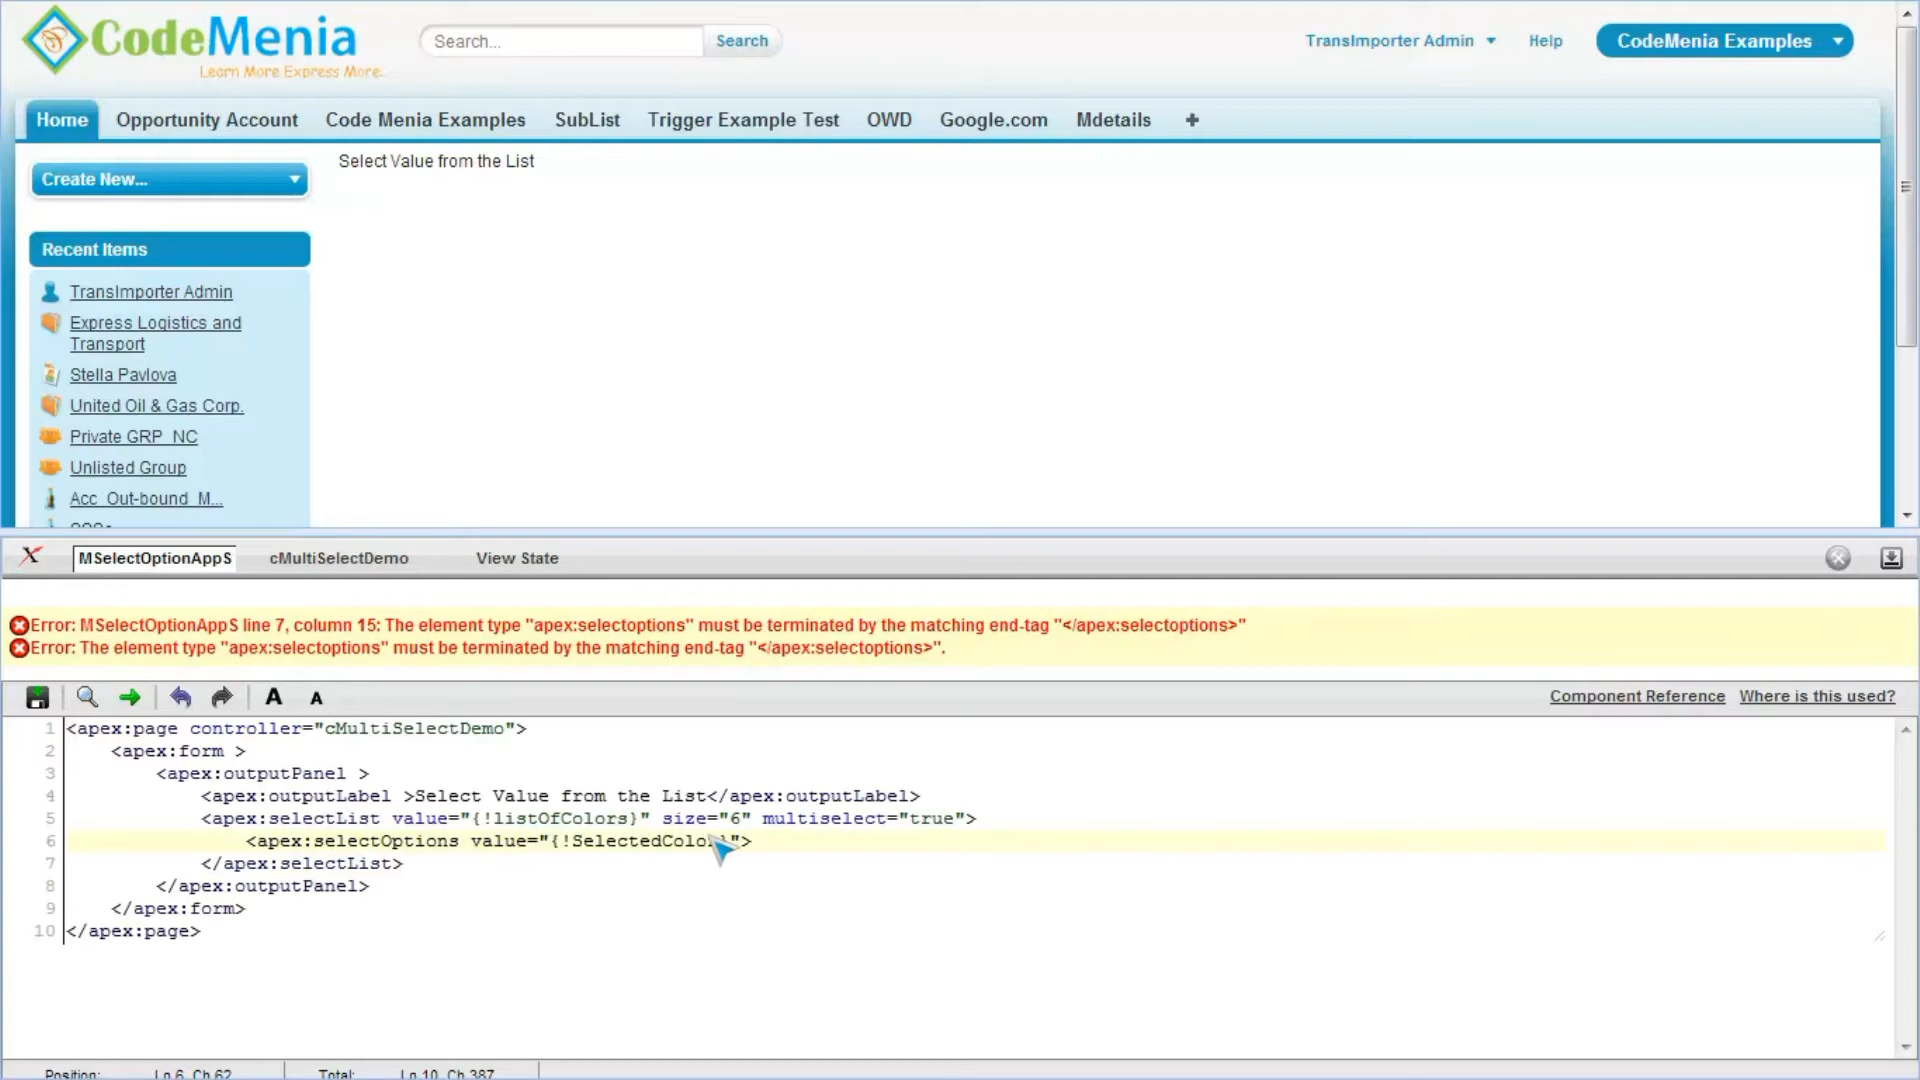 CodeMenia
Learn More Express More..
Search...
Search
TransImporter Admin
Help
CodeMenia Examples
Home
Opportunity Account
Code Menia Examples
SubList
Trigger Example Test
OWD
Google.com
Mdetails
+
Create New...
Select Value from the List
Recent Items
TransImporter Admin
Express Logistics and
Transport
Stella Pavlova
United Oil & Gas Corp.
Private GRP_NC
Unlisted Group
Acc_Out-bound_M...
MSelectOptionAppS
cMultiSelectDemo
View State
Error: MSelectOptionAppS line 7, column 15: The element type "apex:selectoptions" must be terminated by the matching end-tag "</apex:selectoptions>"
Error: The element type "apex:selectoptions" must be terminated by the matching end-tag "</apex:selectoptions>".
A A
Component Reference
Where is this used?
1 <apex:page controller="cMultiSelectDemo">
2 <apex:form >
3 <apex:outputPanel >
4 <apex:outputLabel >Select Value from the List</apex:outputLabel>
5 <apex:selectList value="{!listOfColors}" size="6" multiselect="true">
6 <apex:selectOptions value="{!SelectedColor}">
7 </apex:selectList>
8 </apex:outputPanel>
9 </apex:form>
10 </apex:page>
Position: Ln 6, Ch 62 Total: Ln 10, Ch 387